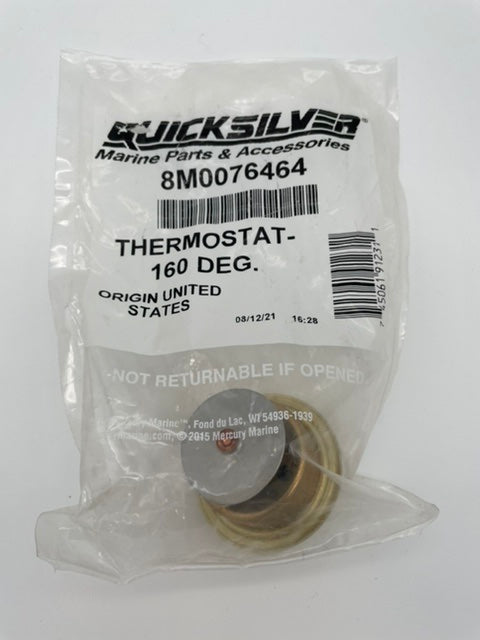 QUICKSILVER®
Marine Parts & Accessories
8M0076464
THERMOSTAT-
160 DEG.
ORIGIN UNITED
STATES
08/12/21 16:28
NOT RETURNABLE IF OPENED
Marine™, Fond du Lac, WI 54936-1939
© 2015 Mercury Marine